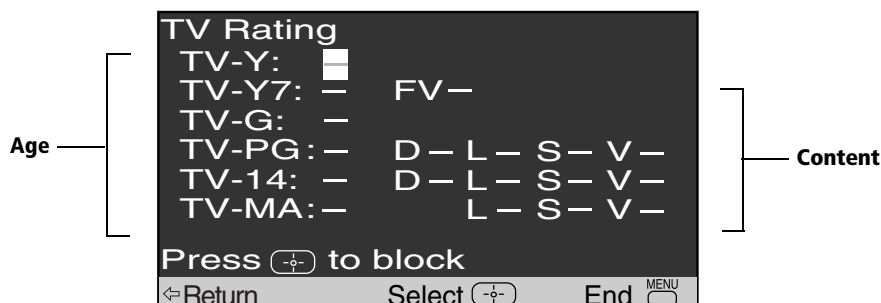 TV Rating
TV-Y: –
TV-Y7: – FV –
TV-G: –
TV-PG: – D – L – S – V –
TV-14: – D – L – S – V –
TV-MA: – L – S – V –
Age
Content
Press to block
Return Select End MENU